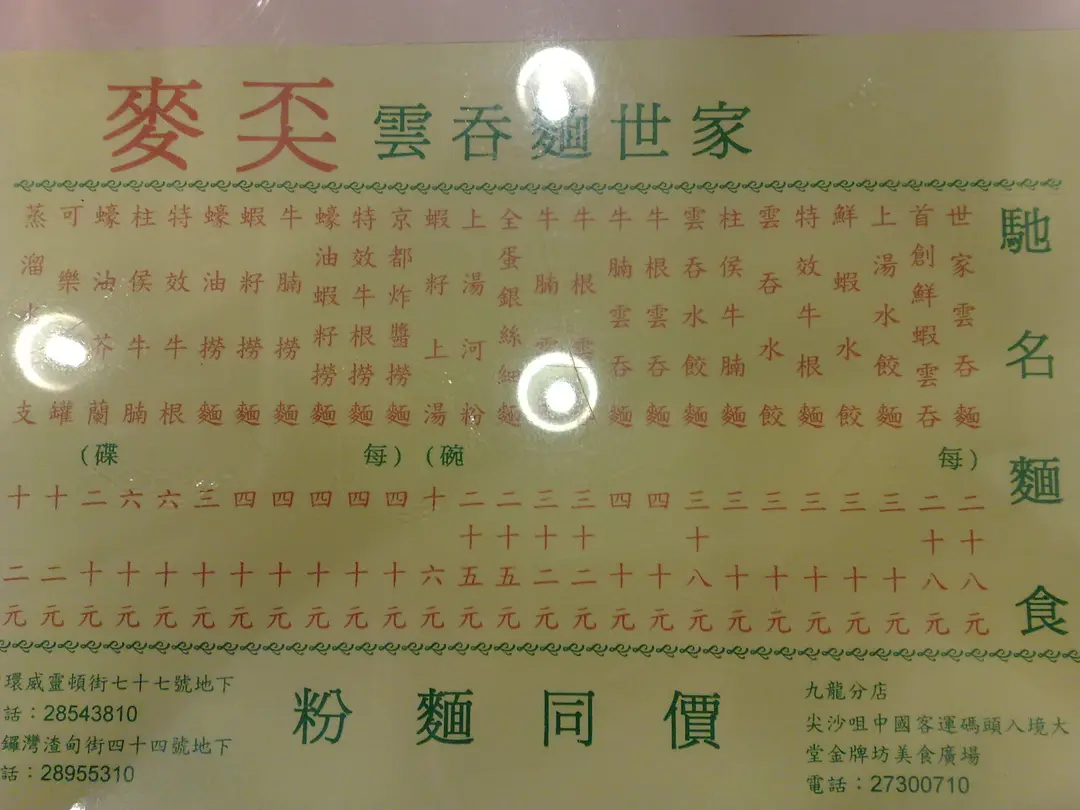 麥奀 雲吞麵世家
馳名麵食
世家雲吞麵 二十八元
首創鮮蝦雲吞 二十八元
上湯水餃麵 三十元
鮮蝦水餃 三十元
特效牛根麵 三十元
雲吞水餃 三十元
柱侯牛腩麵 三十元
雲吞水餃麵 三十八元
牛根雲吞麵 四十元
牛腩雲吞麵 四十元
牛根雲 三十二元
牛腩雲 三十二元
全蛋銀絲細麵 二十五元
上湯河粉 二十五元
蝦籽上湯 十六元
(每碗)
京都炸醬撈麵 四十元
特效牛根撈麵 四十元
蠔油蝦籽撈麵 四十元
牛腩撈麵 四十元
蝦籽撈麵 四十元
蠔油撈麵 三十元
特效牛根 六十元
柱侯牛腩 六十元
蠔油芥蘭 二十元
(每碟)
可樂 罐 十二元
蒸溜水 支 十二元
粉麵同價
環威靈頓街七十七號地下
話：28543810
鑼灣渣甸街四十四號地下
話：28955310
九龍分店
尖沙咀中國客運碼頭入境大
堂金牌坊美食廣場
電話：27300710